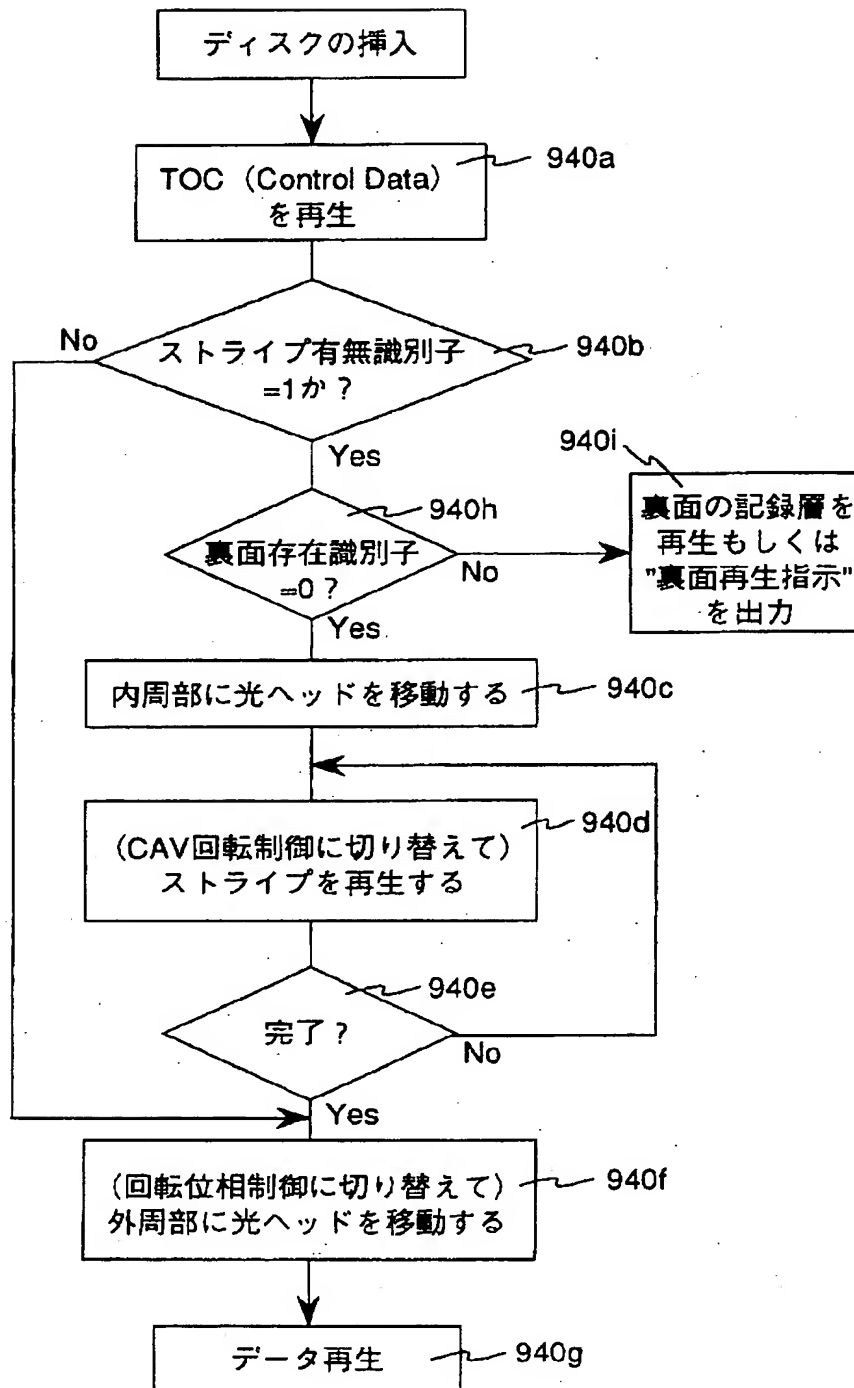 ディスクの挿入
940a
TOC（Control Data）
を再生
No
ストライプ有無識別子
=1か？
940b
Yes
940h
裏面存在識別子
=0？
No
Yes
940i
裏面の記録層を
再生もしくは
"裏面再生指示"
を出力
内周部に光ヘッドを移動する
940c
940d
（CAV回転制御に切り替えて）
ストライプを再生する
940e
完了？
No
Yes
（回転位相制御に切り替えて）
外周部に光ヘッドを移動する
940f
データ再生
940g